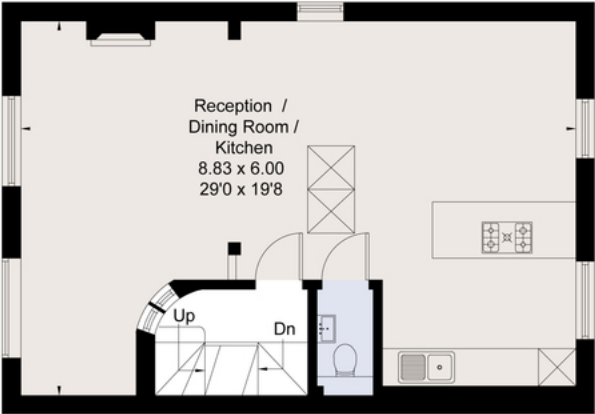 Reception /
Dining Room /
Kitchen
8.83 x 6.00
29'0 x 19'8
Up
Dn